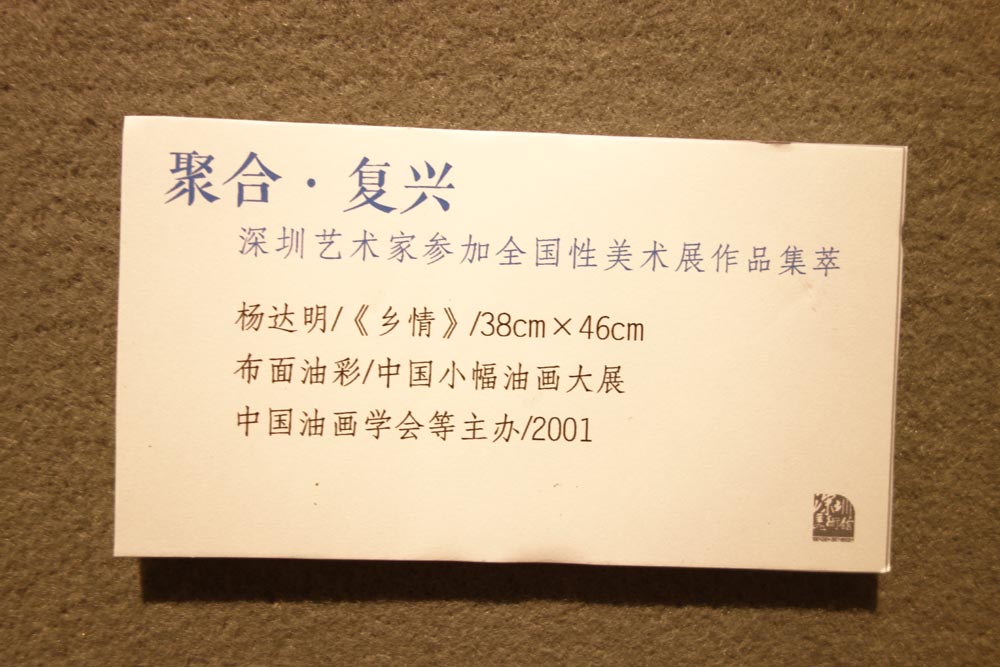 聚合·复兴
深圳艺术家参加全国性美术展作品集萃
杨达明/《乡情》/38cm×46cm
布面油彩/中国小幅油画大展
中国油画学会等主办/2001